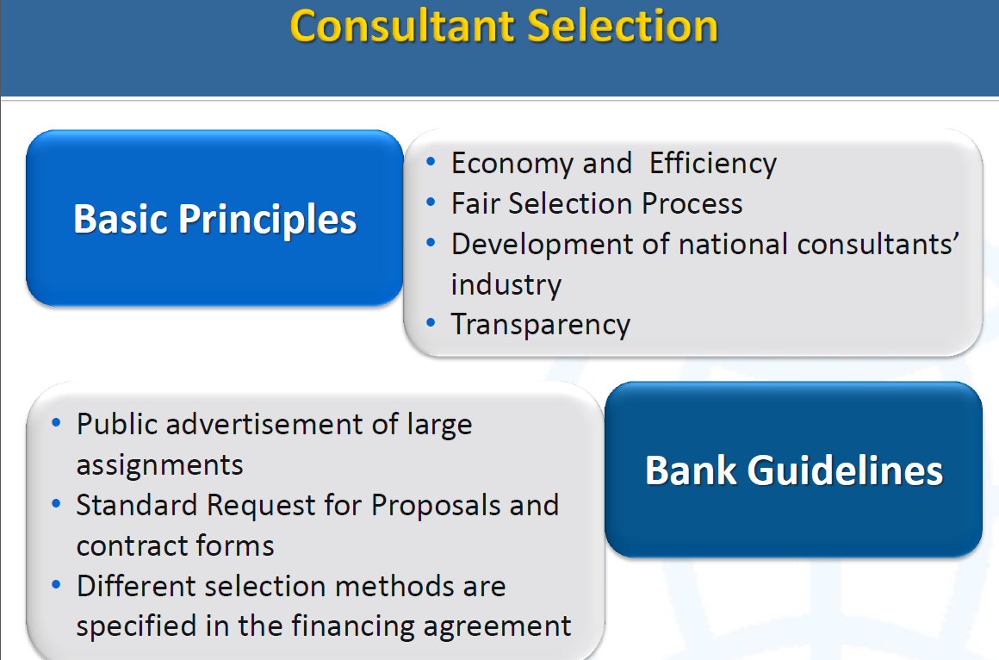 Consultant Selection
Basic Principles
• Economy and  Efficiency
• Fair Selection Process
• Development of national consultants’
industry
• Transparency
• Public advertisement of large
assignments
• Standard Request for Proposals and
contract forms
• Different selection methods are
specified in the financing agreement
Bank Guidelines